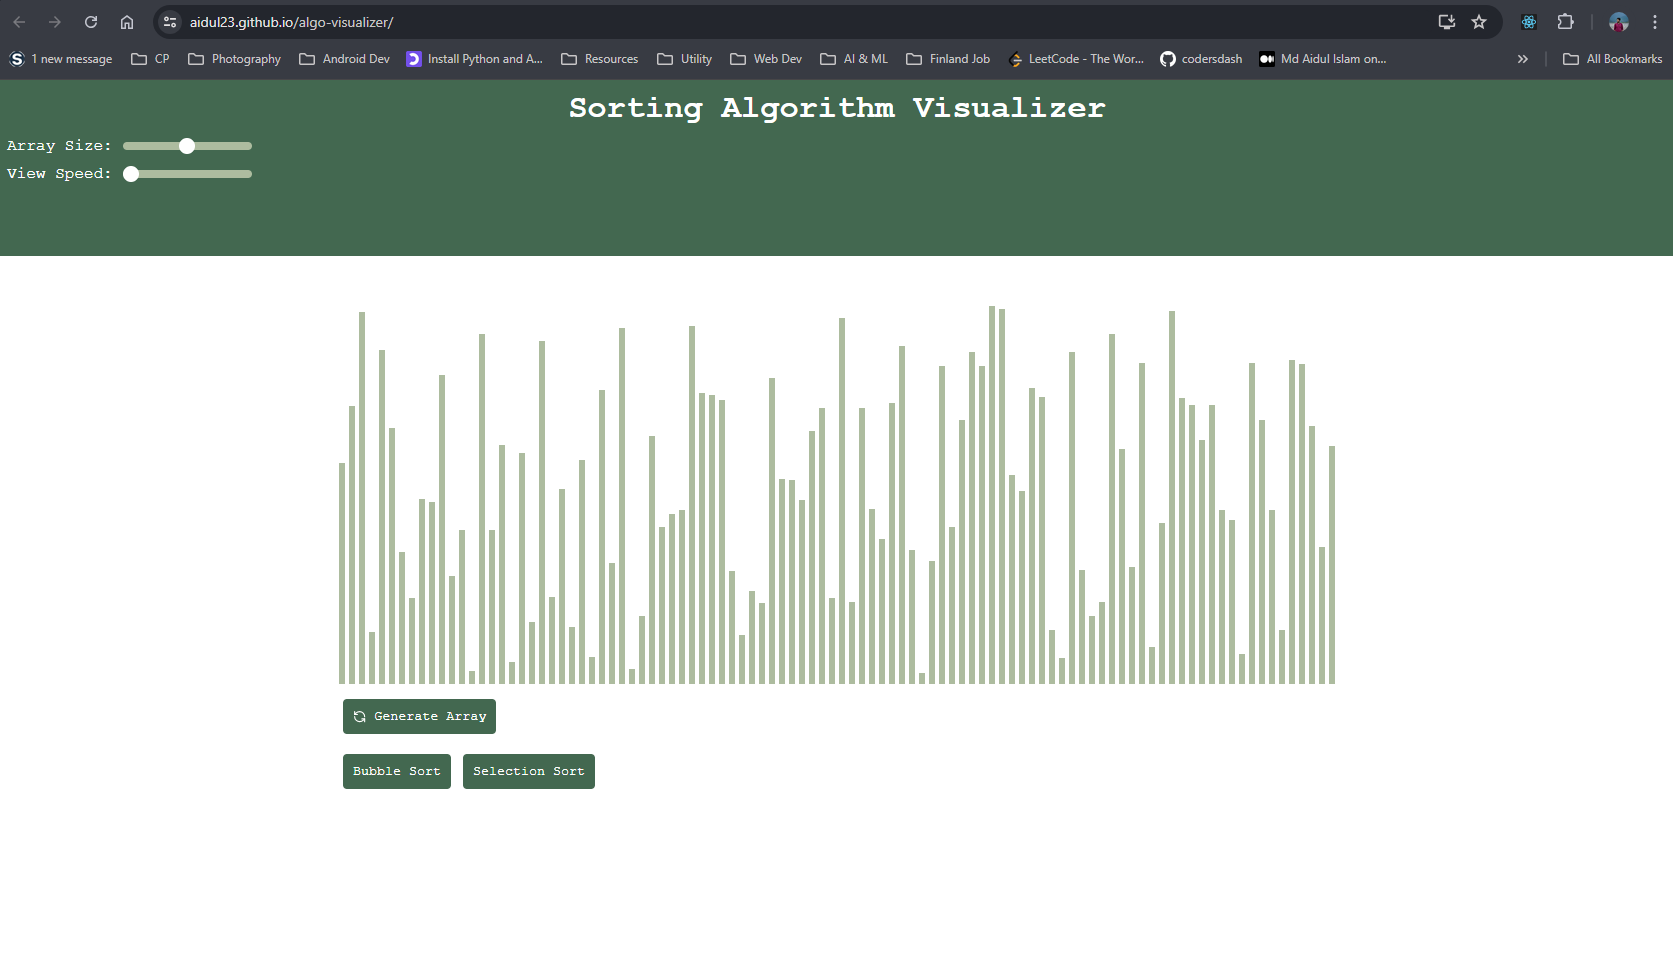 aidul23.github.io/algo-visualizer/
1 new message CP Photography Android Dev Install Python and A... Resources Utility Web Dev AI & ML Finland Job LeetCode - The Wor... codersdash Md Aidul Islam on... All Bookmarks
Sorting Algorithm Visualizer
Array Size:
View Speed:
Generate Array
Bubble Sort Selection Sort